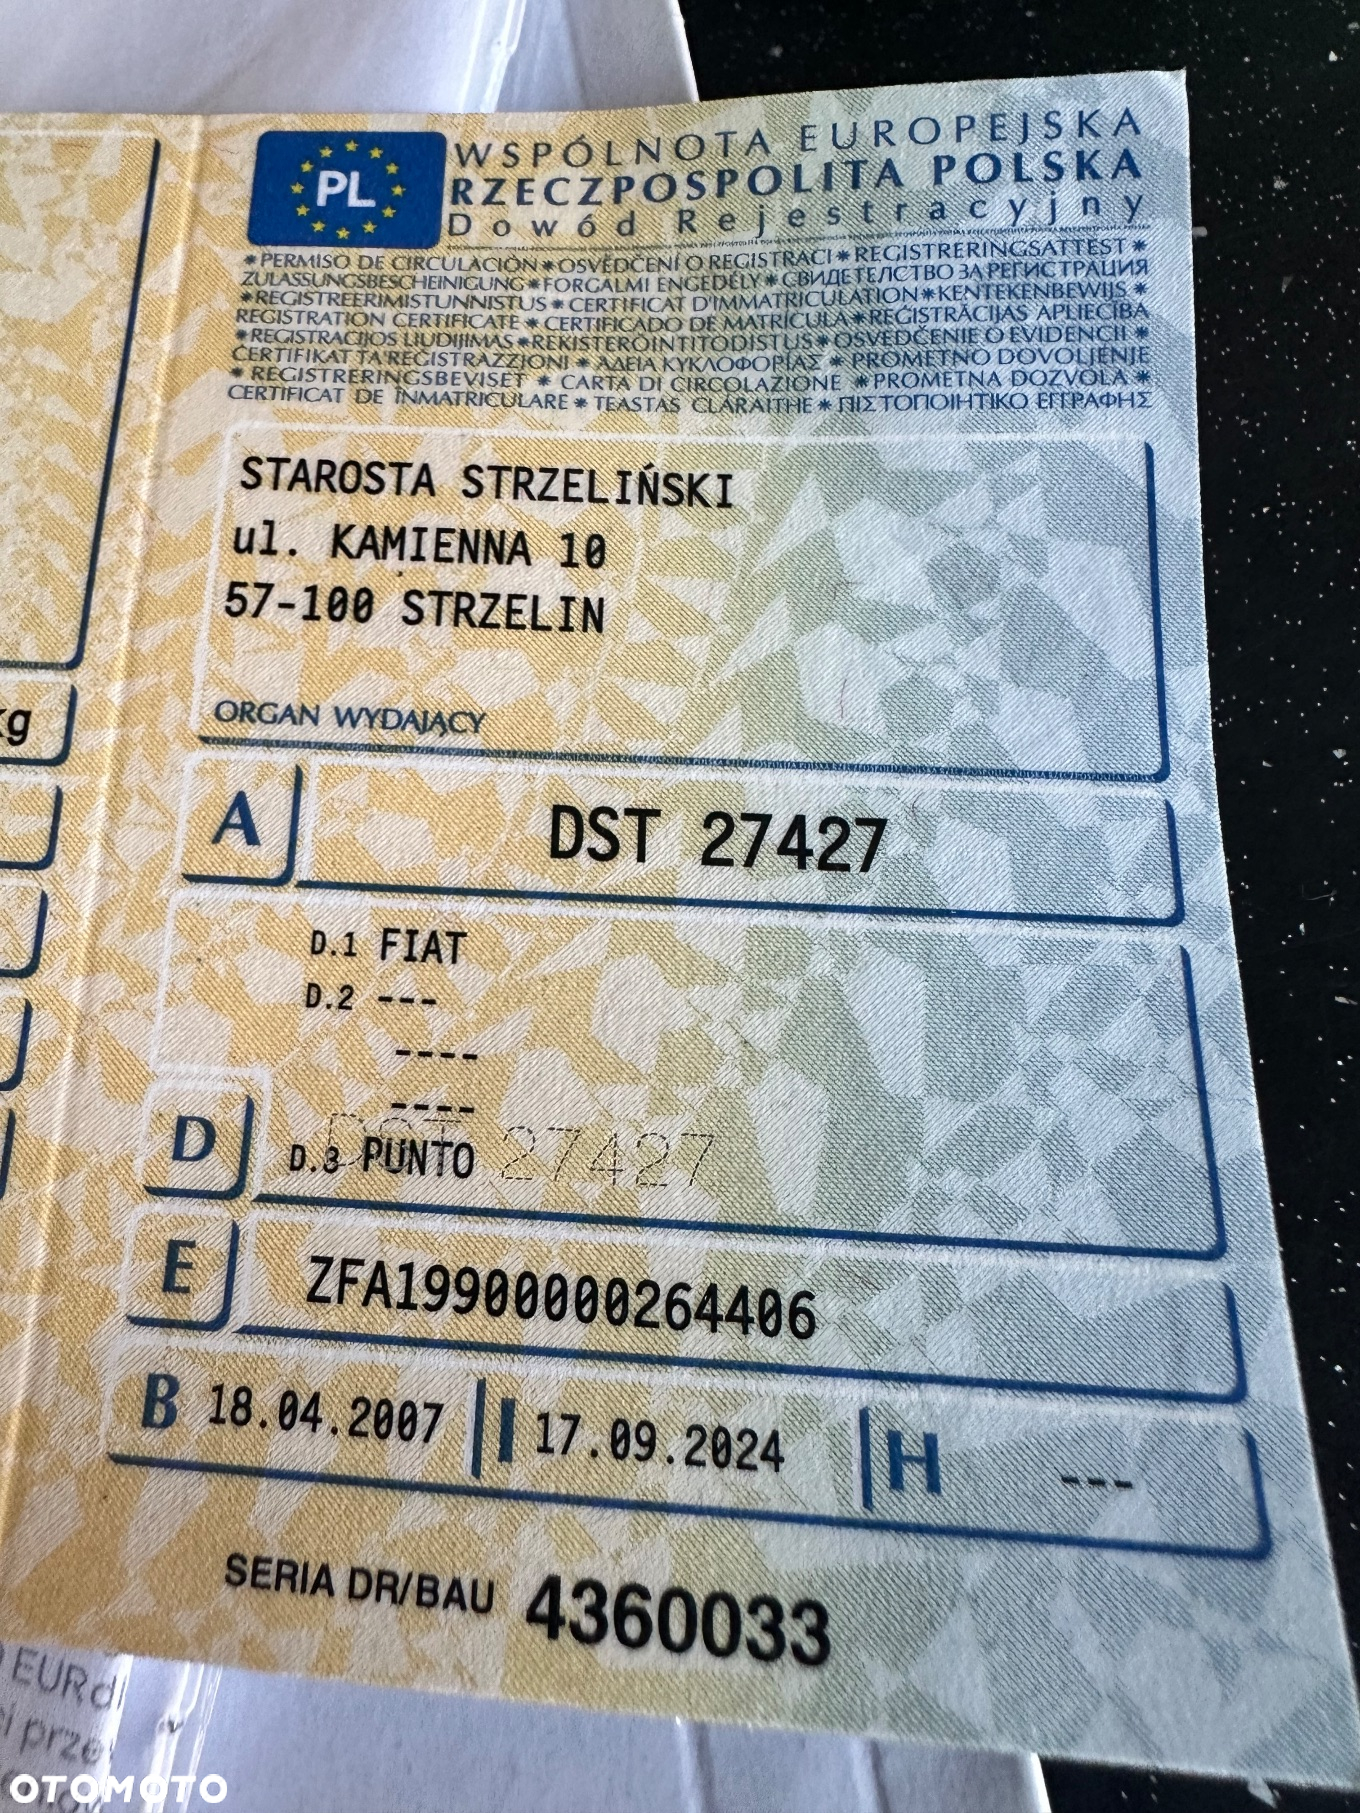 PL
WSPÓLNOTA EUROPEJSKA
RZECZPOSPOLITA POLSKA
Dowód Rejestracyjny
*PERMISO DE CIRCULACIÓN*OSVĚDČENÍ O REGISTRACI*REGISTRERINGSATTEST*
ZULASSUNGSBESCHEINIGUNG*FORGALMI ENGEDÉLY*СВИДЕТЕЛСТВО ЗА РЕГИСТРАЦИЯ
*REGISTREERIMISTUNNISTUS*CERTIFICAT D'IMMATRICULATION*KENTEKENBEWIJS*
REGISTRATION CERTIFICATE*CERTIFICADO DE MATRÍCULA*REĢISTRĀCIJAS APLIECĪBA
*REGISTRACIJOS LIUDIJIMAS*REKISTERÖINTITODISTUS*OSVEDČENIE O EVIDENCII*
ĊERTIFIKAT TA'REĠISTRAZZJONI*ΑΔΕΙΑ ΚΥΚΛΟΦΟΡΙΑΣ*PROMETNO DOVOLJENJE
*REGISTRERINGSBEVISET*CARTA DI CIRCOLAZIONE*PROMETNA DOZVOLA*
CERTIFICAT DE ÎNMATRICULARE*TEASTAS CLÁRAITHE*ΠΙΣΤΟΠΟΙΗΤΙΚΟ ΕΓΓΡΑΦΗΣ
STAROSTA STRZELIŃSKI
ul. KAMIENNA 10
57-100 STRZELIN
ORGAN WYDAJĄCY
kg
A DST 27427
D.1 FIAT
D.2 ---
----
----
D D.3 PUNTO
DST 27427
E ZFA19900000264406
B 18.04.2007 I 17.09.2024 H ---
SERIA DR/BAU 4360033
EUR
OTOMOTO